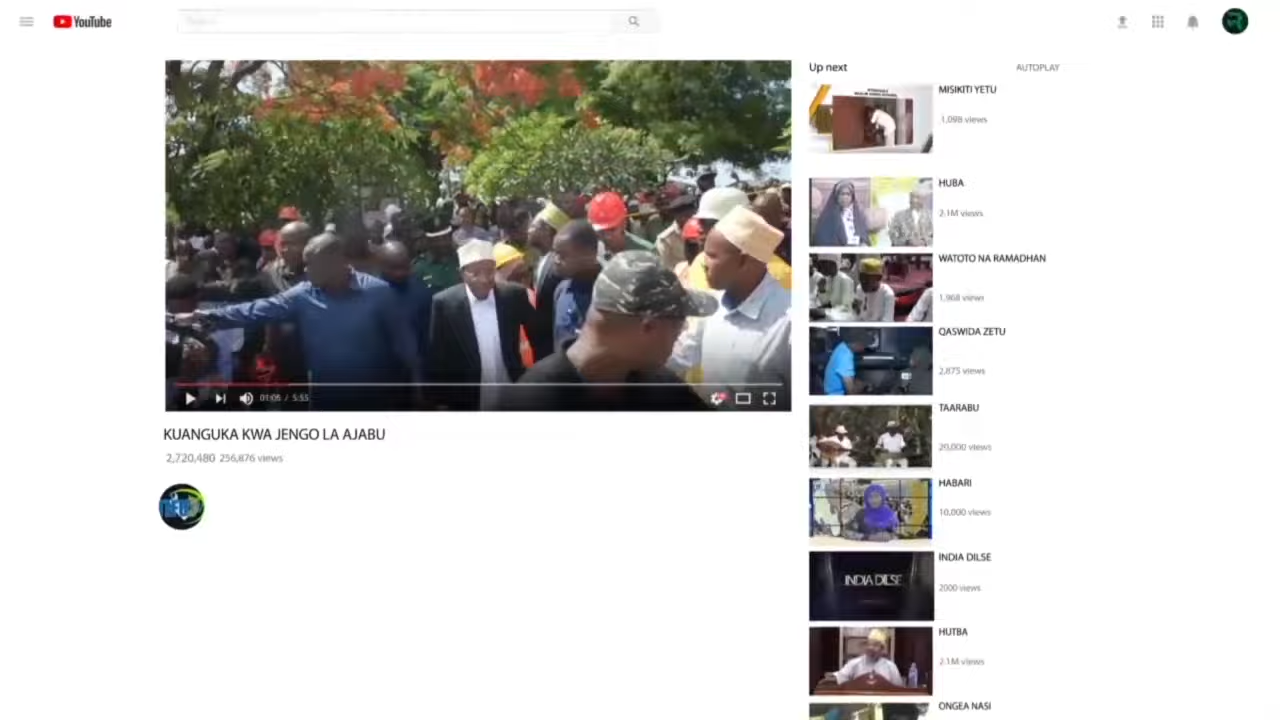 YouTube
Search
KUANGUKA KWA JENGO LA AJABU
2,720,480 256,876 views
01:06 / 5:55
Up next
AUTOPLAY
MISIKITI YETU
1,098 views
HUBA
2.1M views
WATOTO NA RAMADHAN
1,968 views
QASWIDA ZETU
2,875 views
TAARABU
20,000 views
HABARI
10,000 views
INDIA DILSE
INDIA DILSE
2000 views
HUTBA
2.1M views
ONGEA NASI